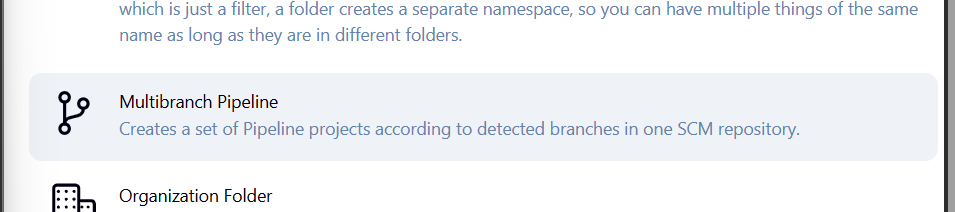 which is just a filter, a folder creates a separate namespace, so you can have multiple things of the same
name as long as they are in different folders.
Multibranch Pipeline
Creates a set of Pipeline projects according to detected branches in one SCM repository.
Organization Folder